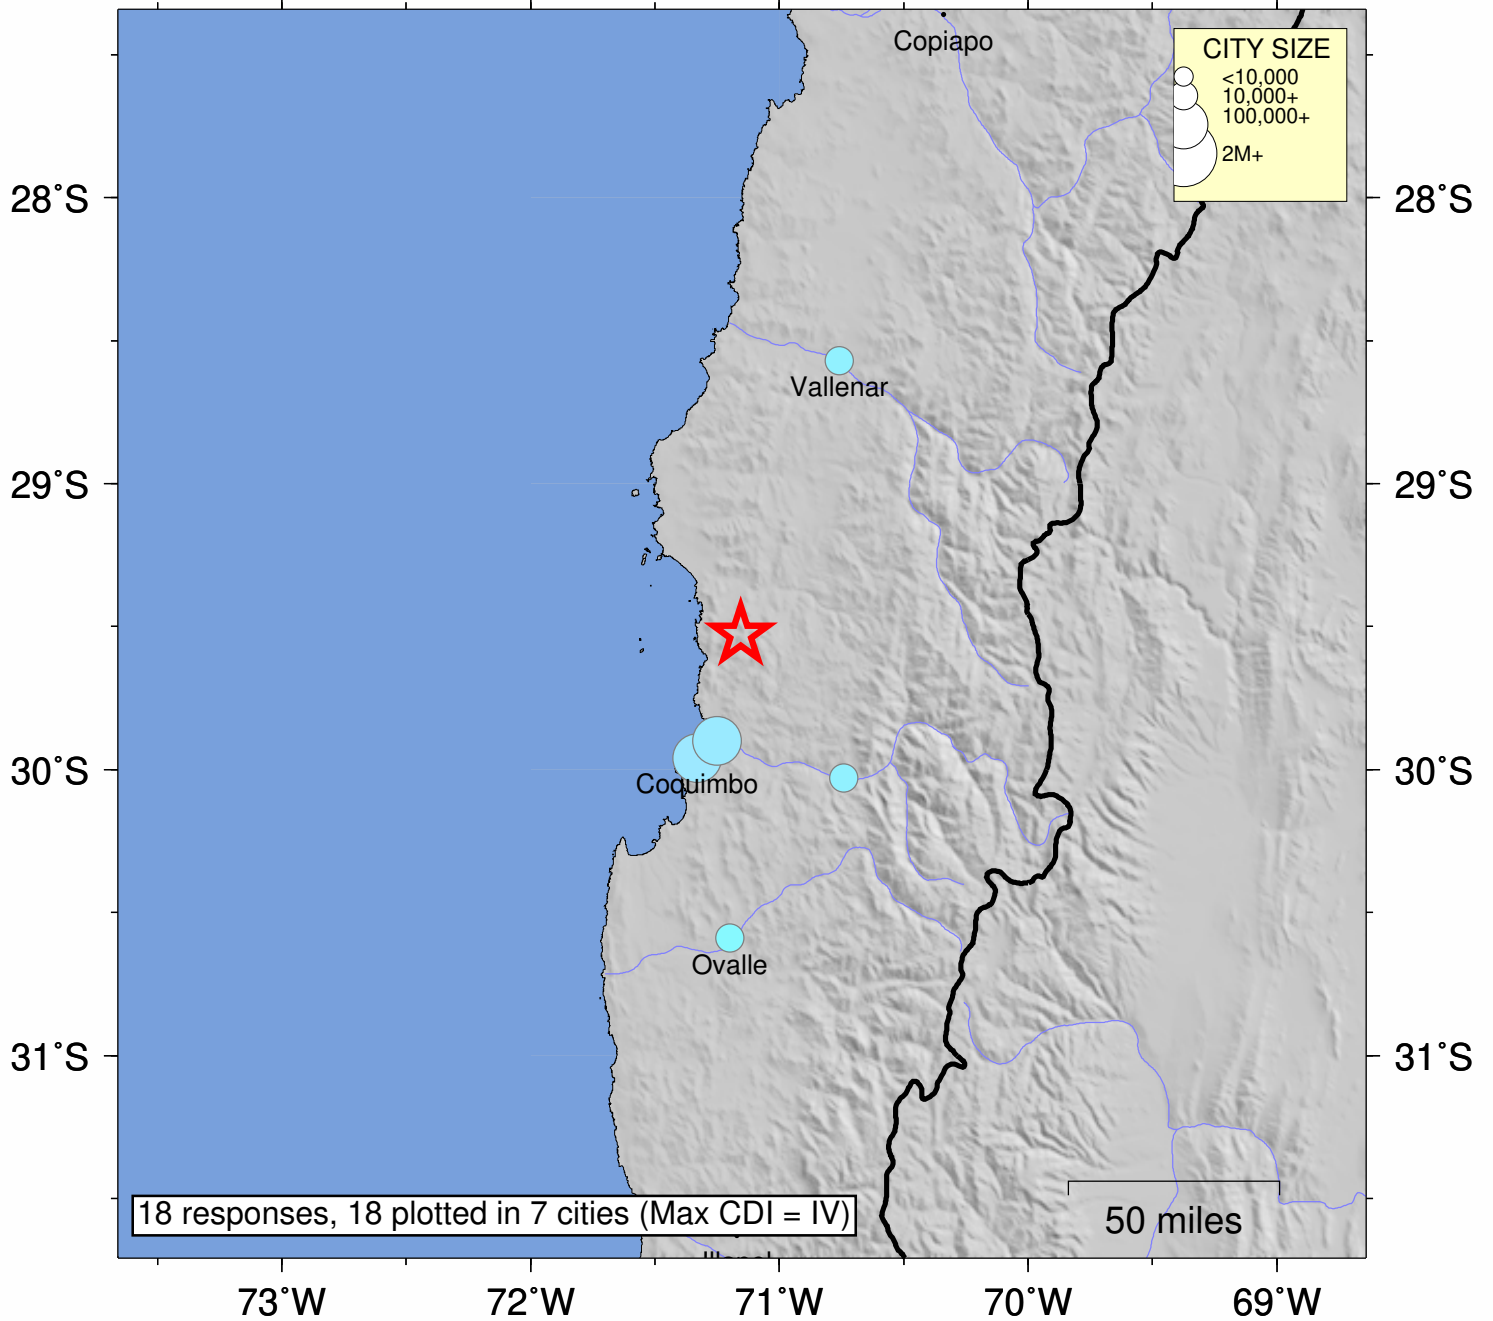 Copiapo
CITY SIZE
<10,000
10,000+
100,000+
2M+
28°S
28°S
Vallenar
29°S
29°S
30°S
30°S
Coquimbo
Ovalle
31°S
31°S
18 responses, 18 plotted in 7 cities (Max CDI = IV)
50 miles
73°W
72°W
71°W
70°W
69°W